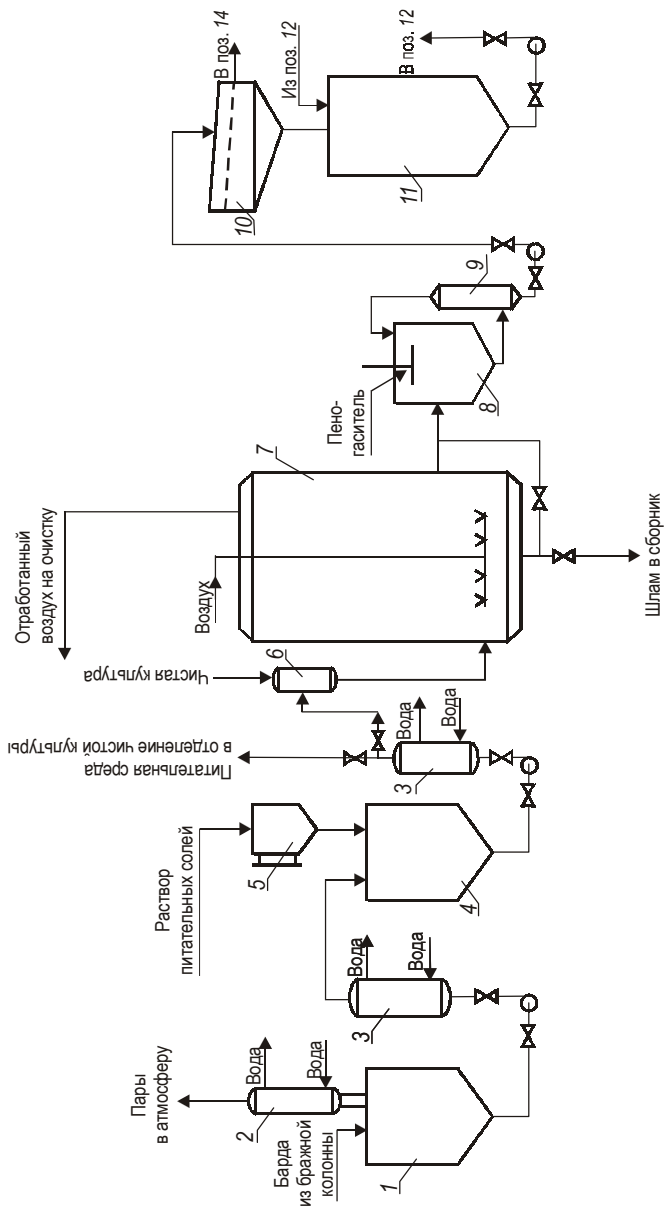 Пары
в атмосферу
Вода
Вода
2
Барда
из бражной
колонны
1
Вода
Вода
3
Раствор
питательных солей
5
4
Питательная среда
в отделение чистой культуры
Вода
Вода
3
Чистая культура
6
Отработанный
воздух на очистку
Воздух
7
Шлам в сборник
Пено-
гаситель
8
9
В поз. 14
10
Из поз. 12
11
В поз. 12